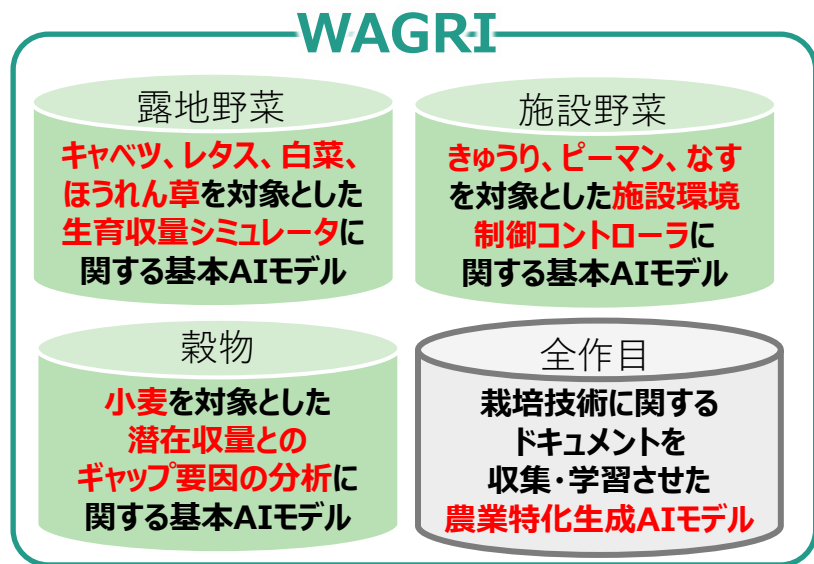 WAGRI
露地野菜
キャベツ、レタス、白菜、
ほうれん草を対象とした
生育収量シミュレータに
関する基本AIモデル
施設野菜
きゅうり、ピーマン、なす
を対象とした施設環境
制御コントローラに
関する基本AIモデル
穀物
小麦を対象とした
潜在収量との
ギャップ要因の分析に
関する基本AIモデル
全作目
栽培技術に関する
ドキュメントを
収集・学習させた
農業特化生成AIモデル